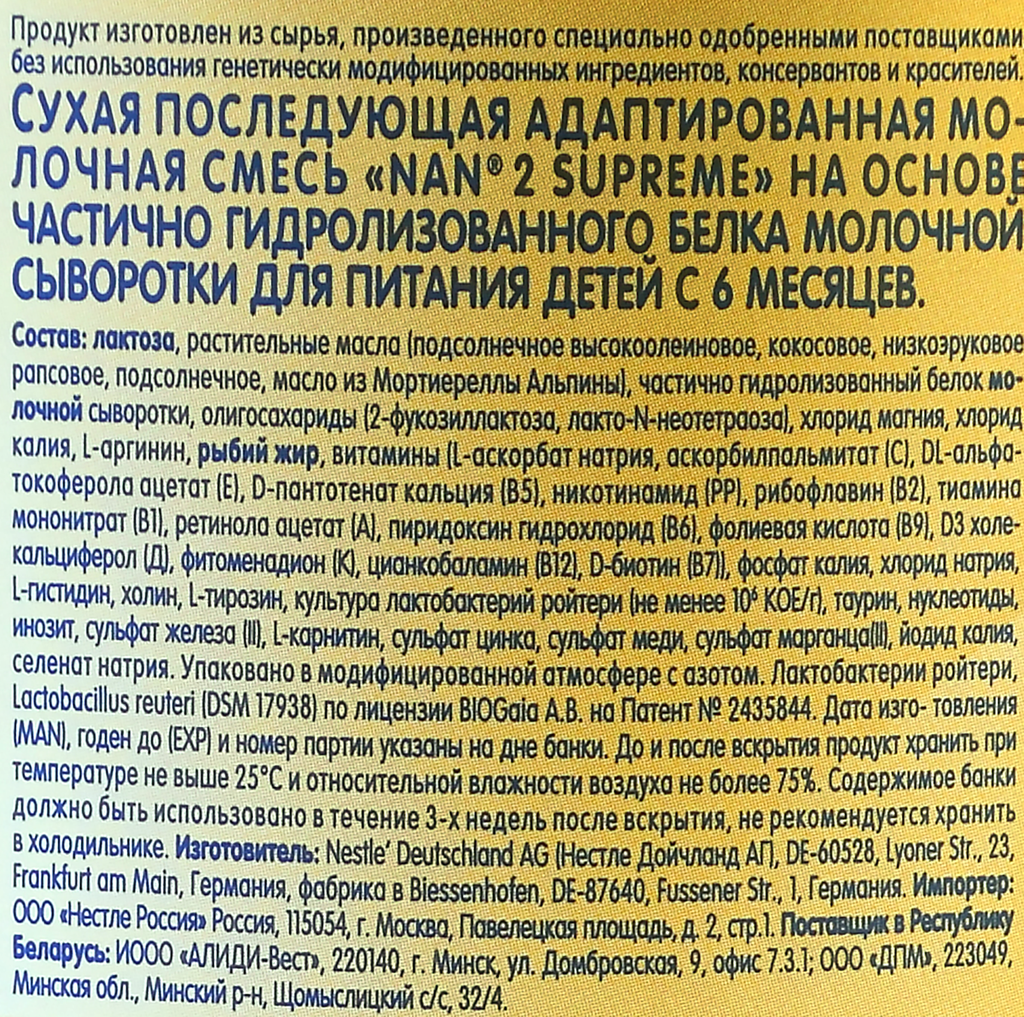 Продукт изготовлен из сырья, произведенного специально одобренными поставщиками
без использования генетически модифицированных ингредиентов, консервантов и красителей.
СУХАЯ ПОСЛЕДУЮЩАЯ АДАПТИРОВАННАЯ МО-
ЛОЧНАЯ СМЕСЬ «NAN® 2 SUPREME» НА ОСНОВЕ
ЧАСТИЧНО ГИДРОЛИЗОВАННОГО БЕЛКА МОЛОЧНОЙ
СЫВОРОТКИ ДЛЯ ПИТАНИЯ ДЕТЕЙ С 6 МЕСЯЦЕВ.
Состав: лактоза, растительные масла (подсолнечное высокоолеиновое, кокосовое, низкоэруковое
рапсовое, подсолнечное, масло из Мортиереллы Альпины), частично гидролизованный белок мо-
лочной сыворотки, олигосахариды (2-фукозиллактоза, лакто-N-неотетраоза), хлорид магния, хлорид
калия, L-аргинин, рыбий жир, витамины (L-аскорбат натрия, аскорбилпальмитат (С), DL-альфа-
токоферола ацетат (Е), D-пантотенат кальция (В5), никотинамид (РР), рибофлавин (В2), тиамина
мононитрат (В1), ретинола ацетат (А), пиридоксин гидрохлорид (В6), фолиевая кислота (В9), D3 холе-
кальциферол (Д), фитоменадион (К), цианкобаламин (В12), D-биотин (В7)), фосфат калия, хлорид натрия,
L-гистидин, холин, L-тирозин, культура лактобактерий ройтери (не менее 10⁶ КОЕ/г), таурин, нуклеотиды,
инозит, сульфат железа (II), L-карнитин, сульфат цинка, сульфат меди, сульфат марганца(II), йодид калия,
селенат натрия. Упаковано в модифицированной атмосфере с азотом. Лактобактерии ройтери,
Lactobacillus reuteri (DSM 17938) по лицензии BIOGaia A.B. на Патент № 2435844. Дата изго- товления
(MAN), годен до (EXP) и номер партии указаны на дне банки. До и после вскрытия продукт хранить при
температуре не выше 25°С и относительной влажности воздуха не более 75%. Содержимое банки
должно быть использовано в течение 3-х недель после вскрытия, не рекомендуется хранить
в холодильнике. Изготовитель: Nestle' Deutschland AG (Нестле Дойчланд АГ), DE-60528, Lyoner Str., 23,
Frankfurt am Main, Германия, фабрика в Biessenhofen, DE-87640, Fussener Str., 1, Германия. Импортер:
ООО «Нестле Россия» Россия, 115054, г. Москва, Павелецкая площадь, д. 2, стр.1. Поставщик в Республику
Беларусь: ИООО «АЛИДИ-Вест», 220140, г. Минск, ул. Домбровская, 9, офис 7.3.1; ООО «ДПМ», 223049,
Минская обл., Минский р-н, Щомыслицкий с/с, 32/4.